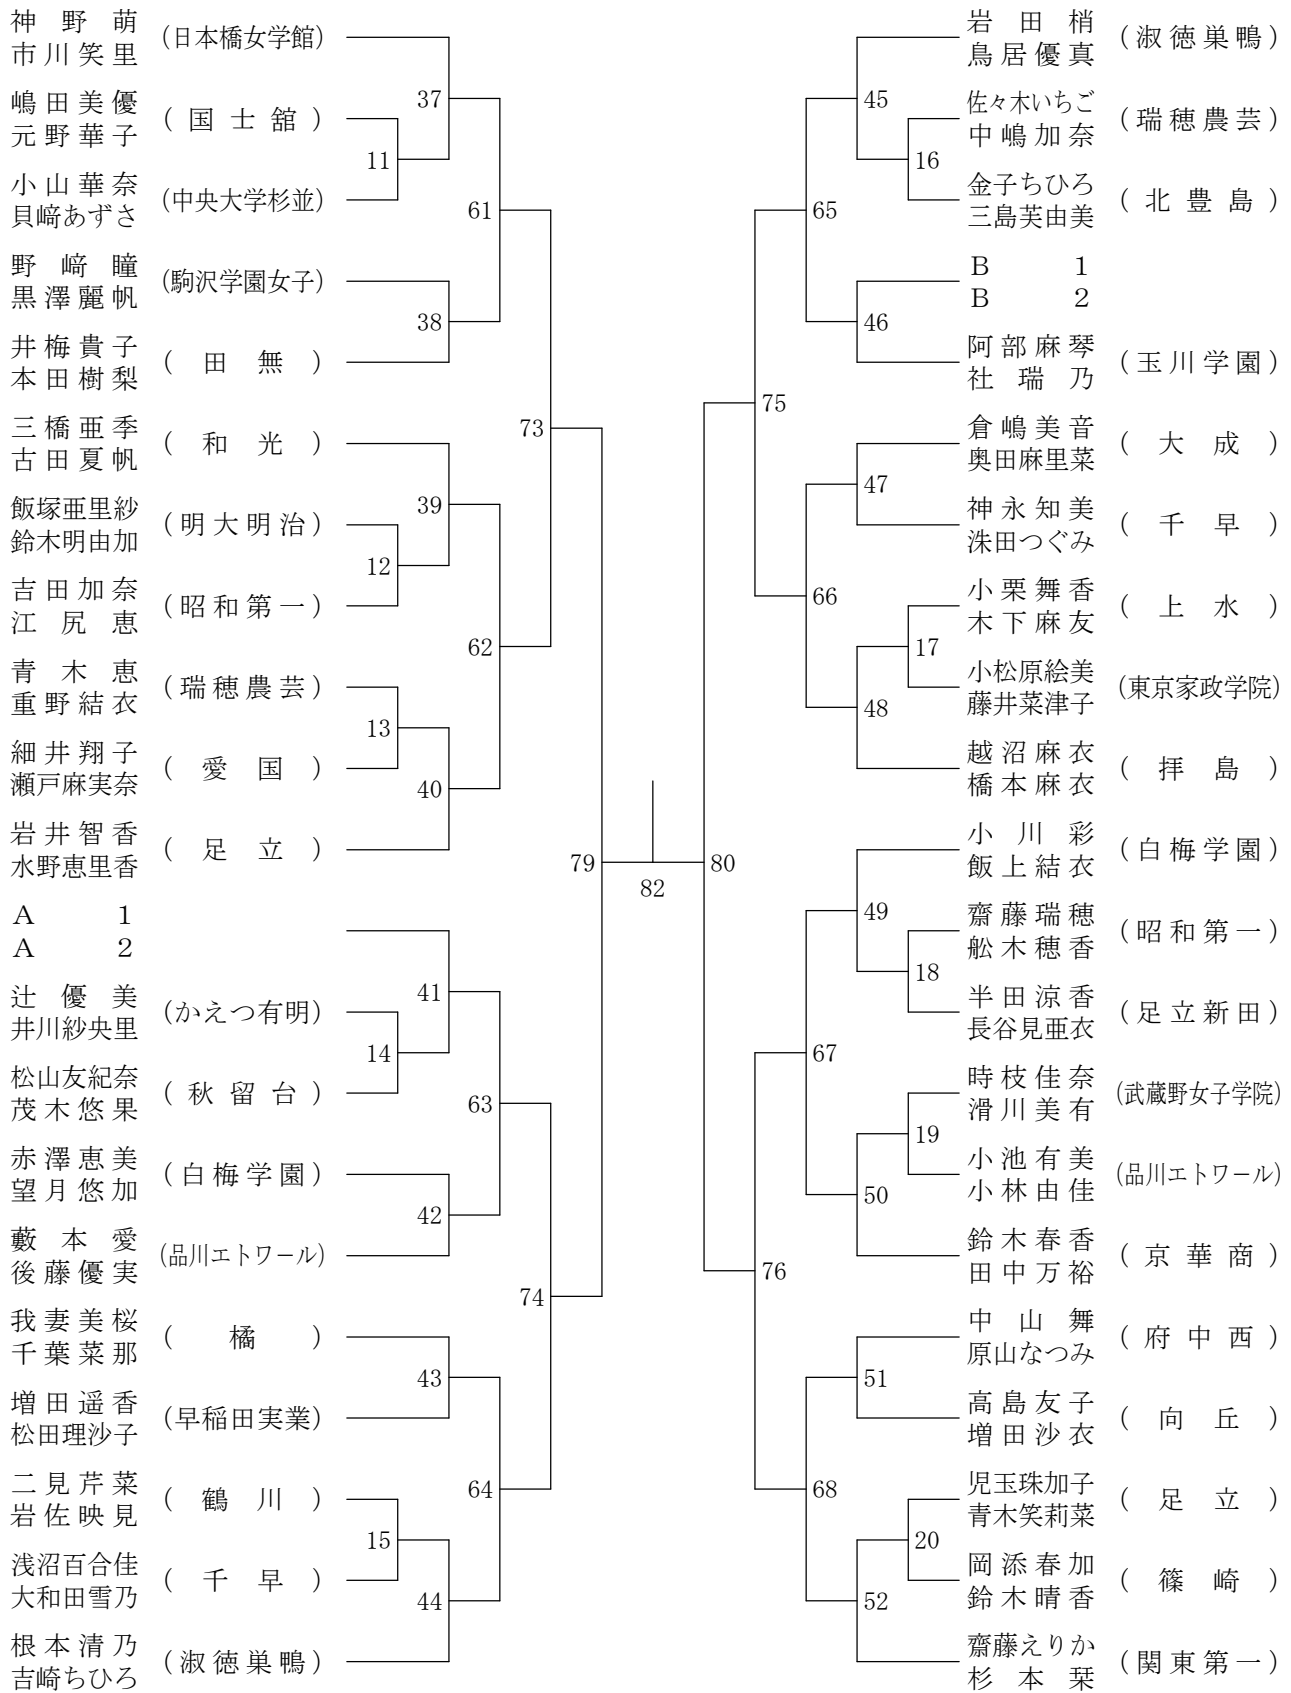 神野萌
市川笑里
(日本橋女学館)
嶋田美優
元野華子
(国士舘)
小山華奈
貝﨑あずさ
(中央大学杉並)
野﨑瞳
黒澤麗帆
(駒沢学園女子)
井梅貴子
本田樹梨
(田無)
三橋亜季
古田夏帆
(和光)
飯塚亜里紗
鈴木明由加
(明大明治)
吉田加奈
江尻恵
(昭和第一)
青木恵
重野結衣
(瑞穂農芸)
細井翔子
瀬戸麻実奈
(愛国)
岩井智香
水野恵里香
(足立)
A 1
A 2
辻優美
井川紗央里
(かえつ有明)
松山友紀奈
茂木悠果
(秋留台)
赤澤恵美
望月悠加
(白梅学園)
藪本愛
後藤優実
(品川エトワール)
我妻美桜
千葉菜那
(橘)
増田遥香
松田理沙子
(早稲田実業)
二見芹菜
岩佐映見
(鶴川)
浅沼百合佳
大和田雪乃
(千早)
根本清乃
吉崎ちひろ
(淑徳巣鴨)
37
11
61
38
73
39
12
62
13
40
79
41
14
63
42
74
43
64
15
44
82
80
45
16
65
46
75
47
66
17
48
49
18
67
19
50
76
51
68
20
52
岩田梢
鳥居優真
(淑徳巣鴨)
佐々木いちご
中嶋加奈
(瑞穂農芸)
金子ちひろ
三島芙由美
(北豊島)
B 1
B 2
阿部麻琴
社瑞乃
(玉川学園)
倉嶋美音
奥田麻里菜
(大成)
神永知美
洙田つぐみ
(千早)
小栗舞香
木下麻友
(上水)
小松原絵美
藤井菜津子
(東京家政学院)
越沼麻衣
橋本麻衣
(拝島)
小川彩
飯上結衣
(白梅学園)
齋藤瑞穂
舩木穂香
(昭和第一)
半田涼香
長谷見亜衣
(足立新田)
時枝佳奈
滑川美有
(武蔵野女子学院)
小池有美
小林由佳
(品川エトワール)
鈴木春香
田中万裕
(京華商)
中山舞
原山なつみ
(府中西)
高島友子
増田沙衣
(向丘)
児玉珠加子
青木笑莉菜
(足立)
岡添春加
鈴木晴香
(篠崎)
齋藤えりか
杉本栞
(関東第一)